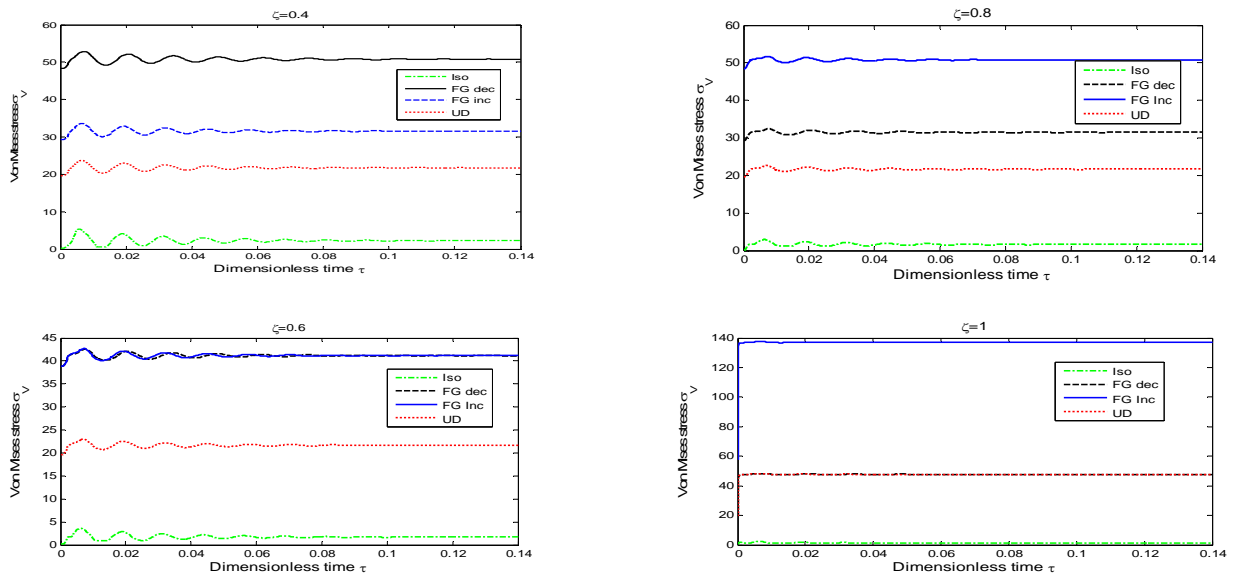 ζ=0.4
60
50
40
30
20
10
0
Von Mises stress σV
Iso
FG dec
FG inc
UD
0 0.02 0.04 0.06 0.08 0.1 0.12 0.14
Dimensionless time τ
ζ=0.8
60
50
40
30
20
10
0
Von Mises stress σV
Iso
FG dec
FG Inc
UD
0 0.02 0.04 0.06 0.08 0.1 0.12 0.14
Dimensionless time τ
ζ=0.6
45
40
35
30
25
20
15
10
5
0
Von Mises stress σV
Iso
FG dec
FG Inc
UD
0 0.02 0.04 0.06 0.08 0.1 0.12 0.14
Dimensionless time τ
ζ=1
140
120
100
80
60
40
20
0
Von Mises stress σV
Iso
FG dec
FG Inc
UD
0 0.02 0.04 0.06 0.08 0.1 0.12 0.14
Dimensionless time τ